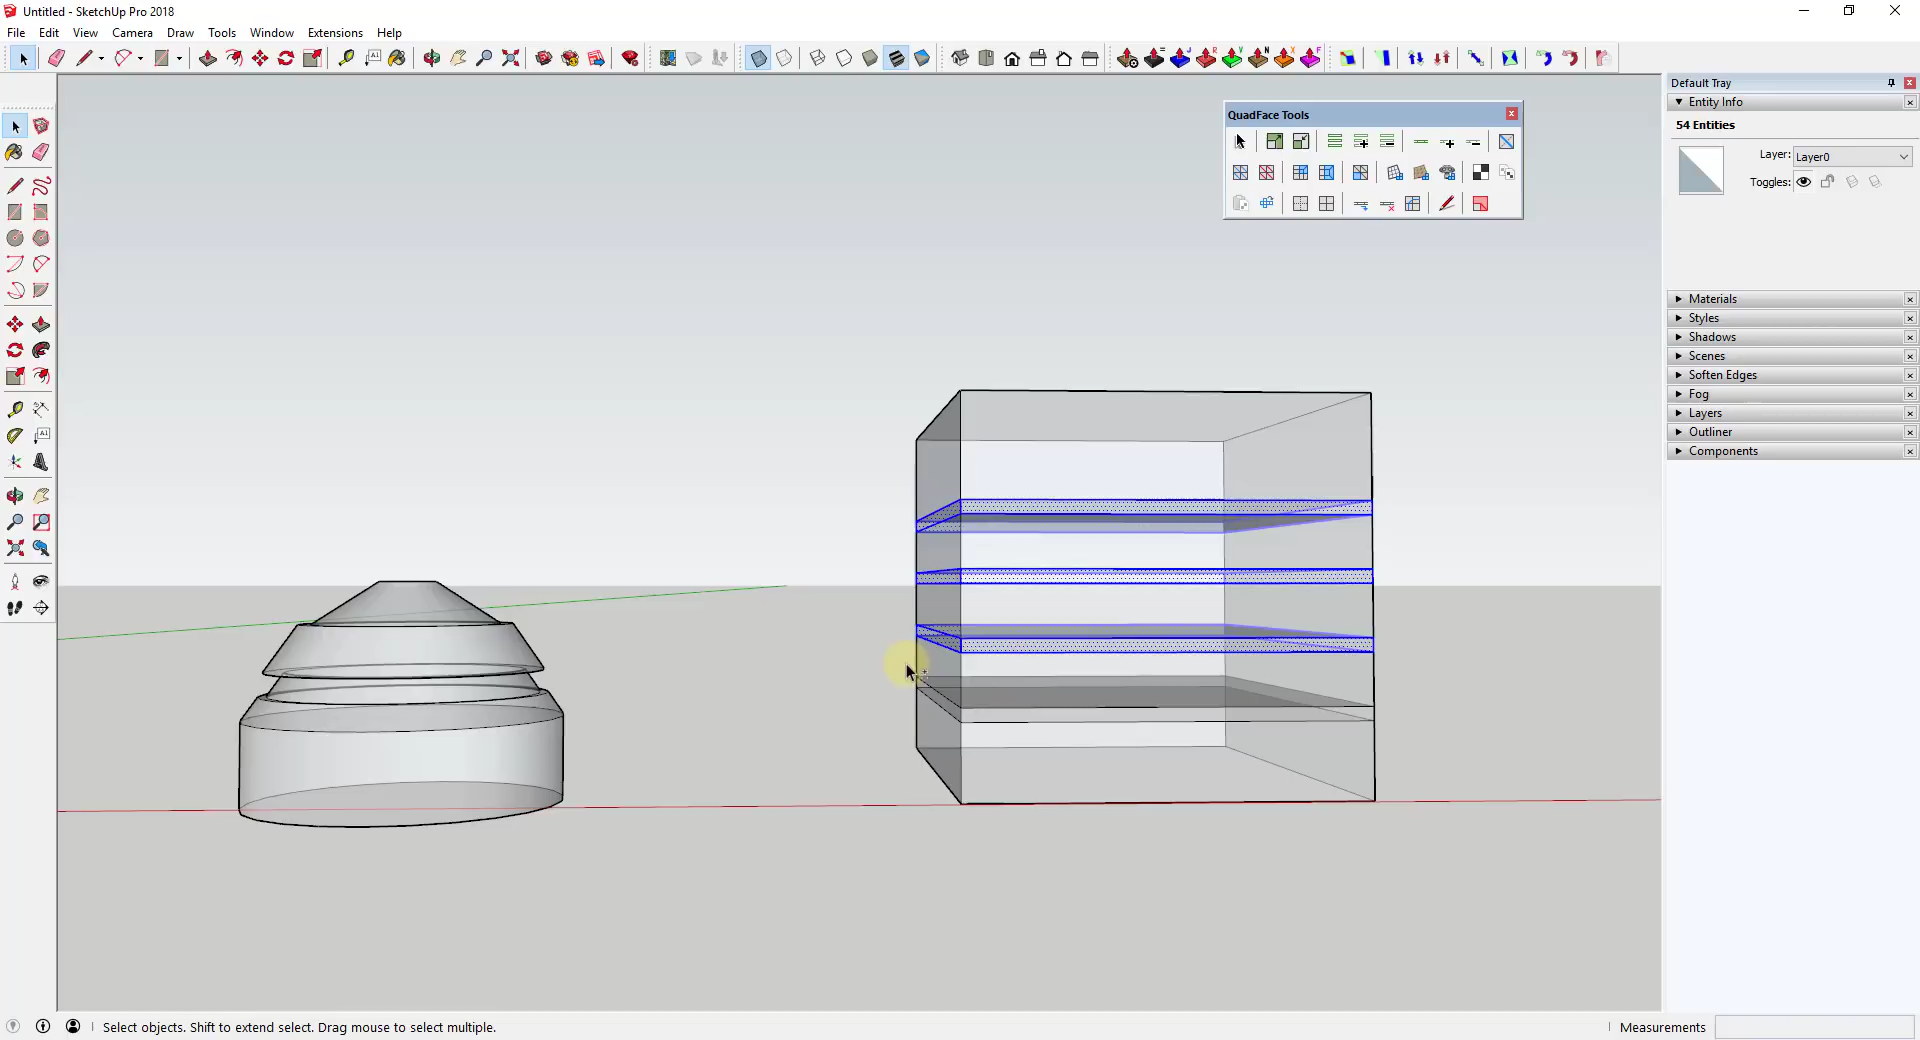 Untitled - SketchUp Pro 2018
File Edit View Camera Draw Tools Window Extensions Help
Default Tray
Entity Info
54 Entities
Layer: Layer0
Toggles:
QuadFace Tools
Materials
Styles
Shadows
Scenes
Soften Edges
Fog
Layers
Outliner
Components
Select objects. Shift to extend select. Drag mouse to select multiple.
Measurements